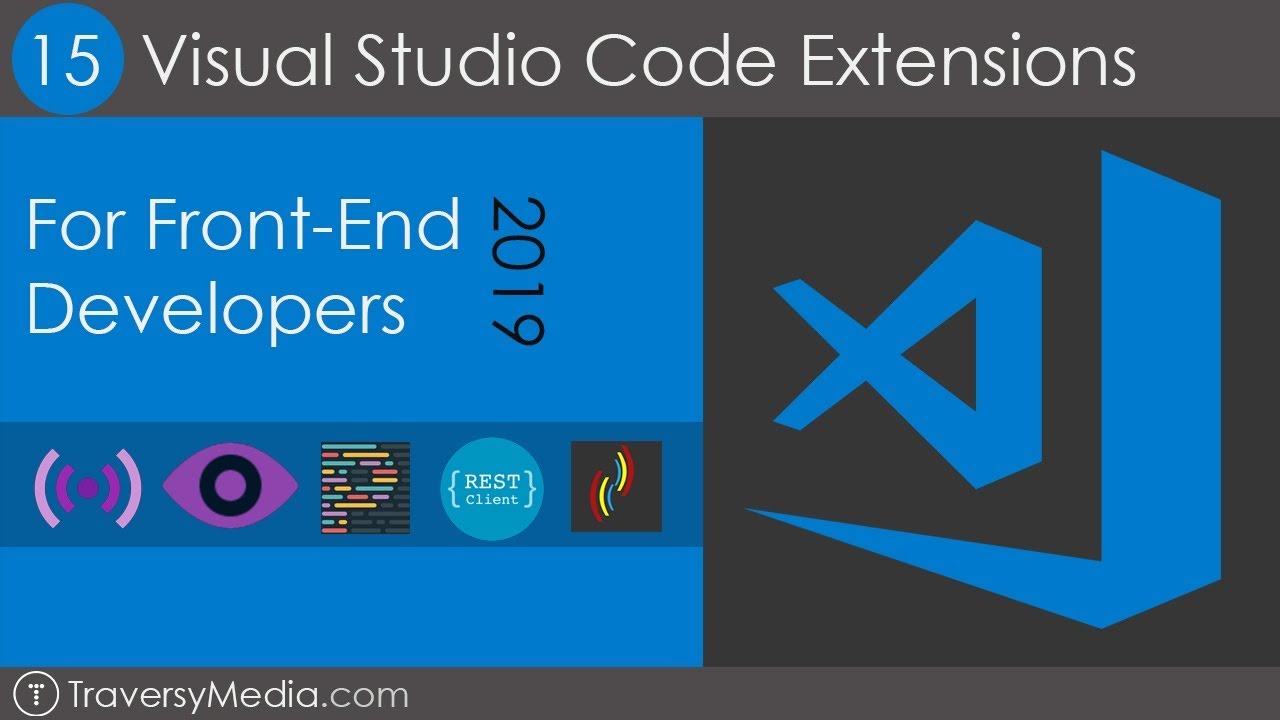 15 Visual Studio Code Extensions
For Front-End
Developers
2019
{REST
Client}
TraversyMedia.com